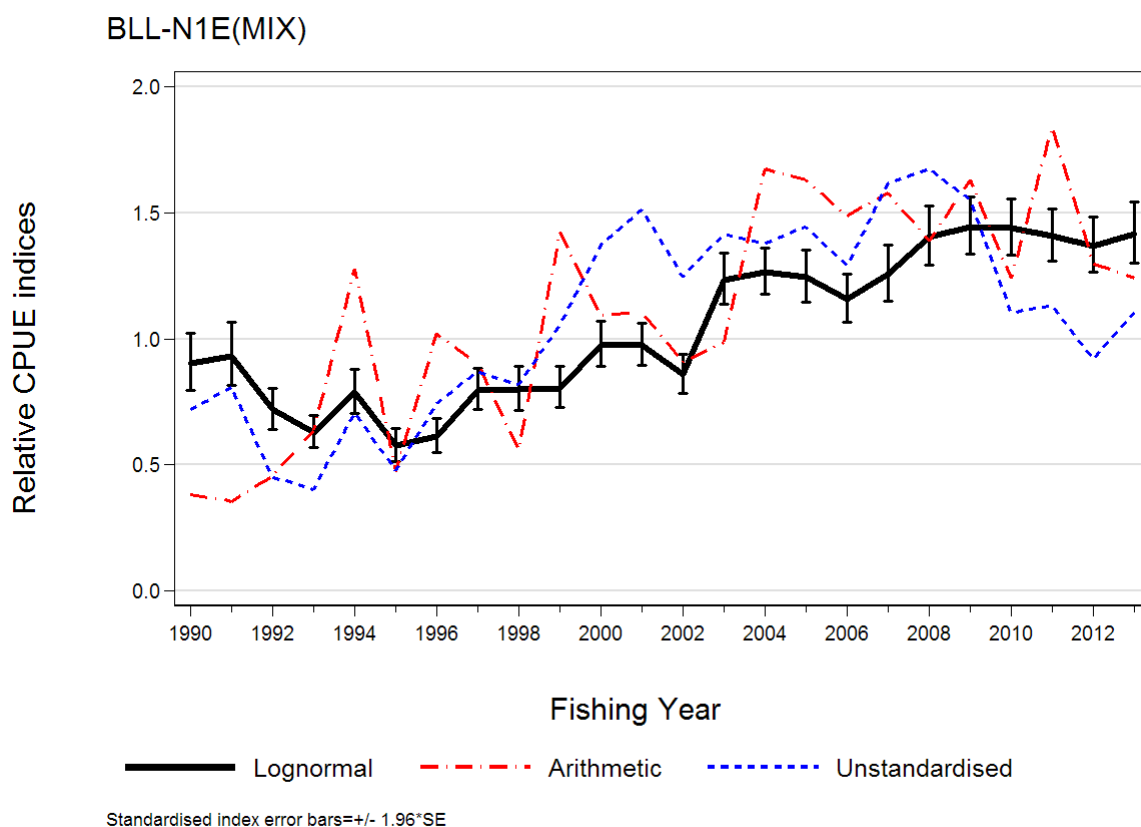 BLL-N1E(MIX)
Relative CPUE indices
2.0
1.5
1.0
0.5
0.0
1990 1992 1994 1996 1998 2000 2002 2004 2006 2008 2010 2012
Fishing Year
Lognormal Arithmetic Unstandardised
Standardised index error bars=+/- 1.96*SE